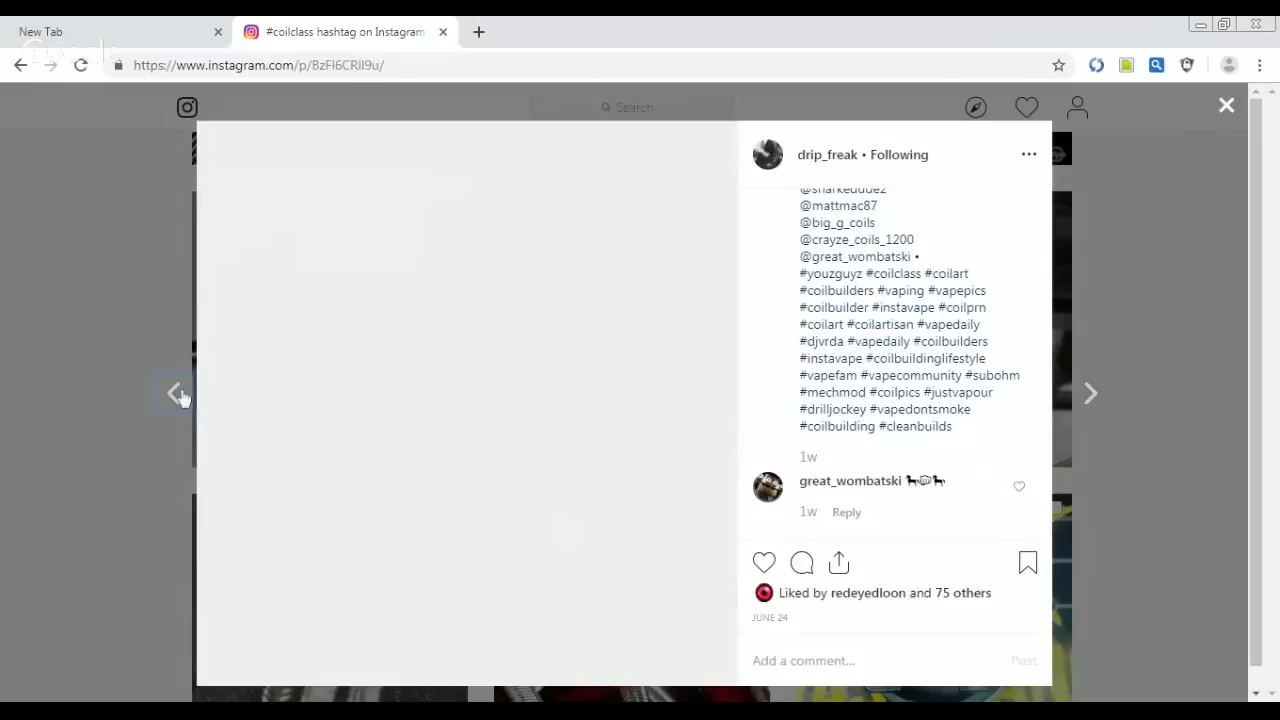 New Tab
#coilclass hashtag on Instagram
Google
https://www.instagram.com/p/BzFl6CRIl9u/
Search
drip_freak • Following
@sharkedude2
@mattmac87
@big_g_coils
@crayze_coils_1200
@great_wombatski •
#youzguyz #coilclass #coilart
#coilbuilders #vaping #vapepics
#coilbuilder #instavape #coilprn
#coilart #coilartisan #vapedaily
#djvrda #vapedaily #coilbuilders
#instavape #coilbuildinglifestyle
#vapefam #vapecommunity #subohm
#mechmod #coilpics #justvapour
#drilljockey #vapedontsmoke
#coilbuilding #cleanbuilds
1w
great_wombatski
1w Reply
Liked by redeyedloon and 75 others
JUNE 24
Add a comment... Post